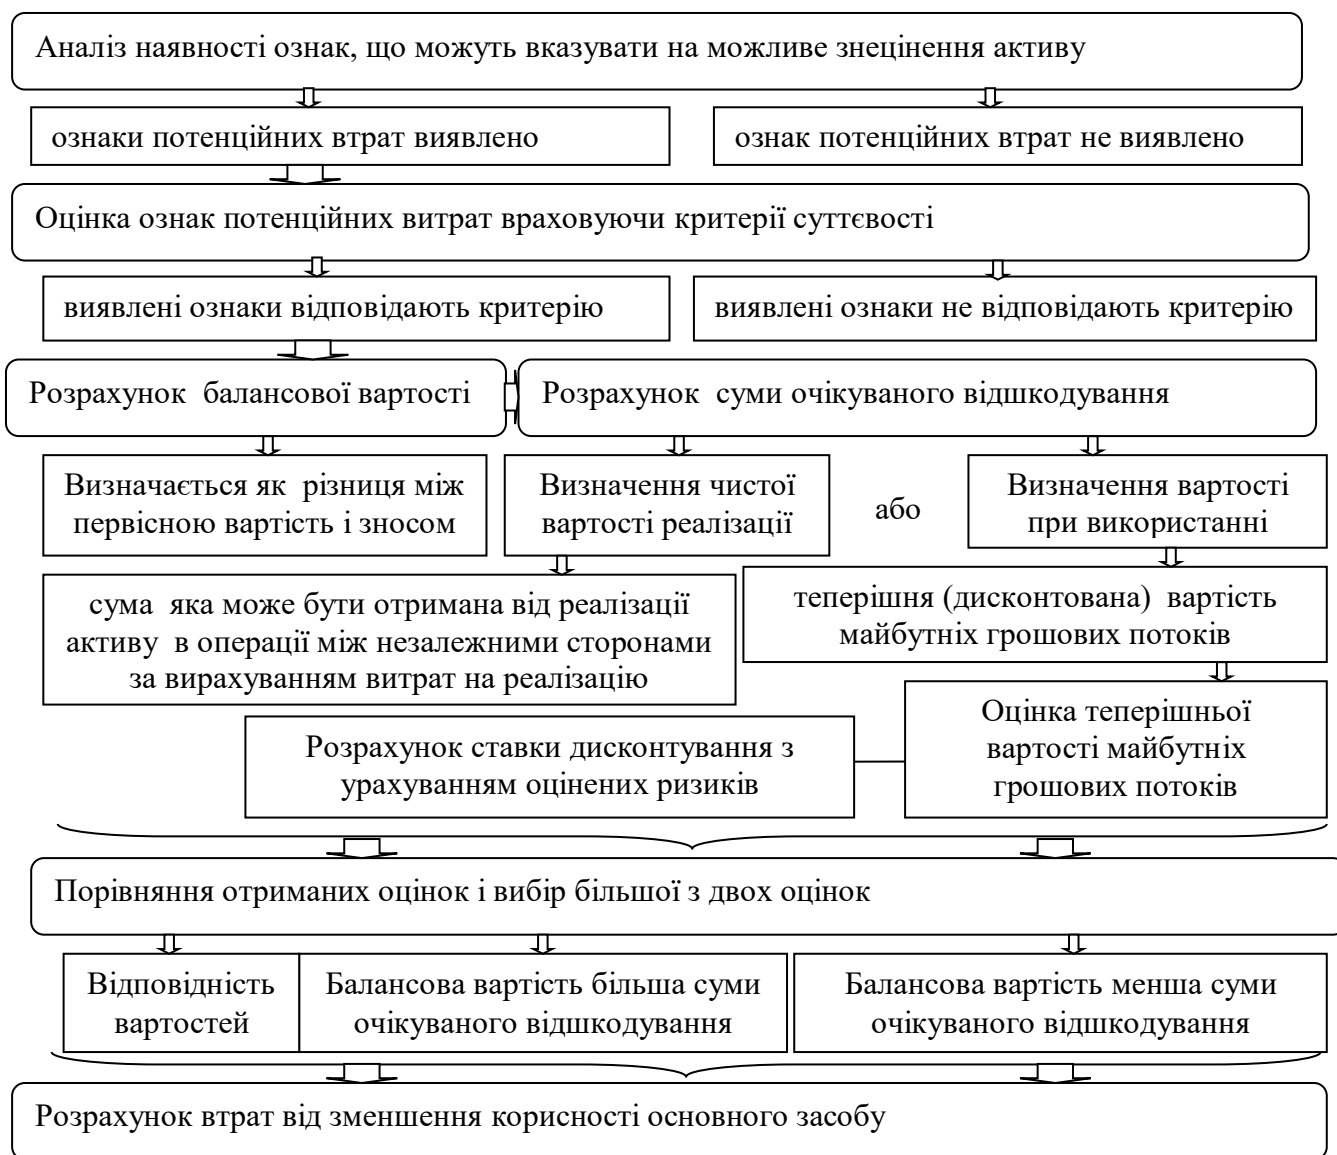 Аналіз наявності ознак, що можуть вказувати на можливе знецінення активу
ознаки потенційних втрат виявлено
ознак потенційних втрат не виявлено
Оцінка ознак потенційних витрат враховуючи критерії суттєвості
виявлені ознаки відповідають критерію
виявлені ознаки не відповідають критерію
Розрахунок балансової вартості
Розрахунок суми очікуваного відшкодування
Визначається як різниця між
первісною вартість і зносом
Визначення чистої
вартості реалізації
або
Визначення вартості
при використанні
сума яка може бути отримана від реалізації
активу в операції між незалежними сторонами
за вирахуванням витрат на реалізацію
теперішня (дисконтована) вартість
майбутніх грошових потоків
Розрахунок ставки дисконтування з
урахуванням оцінених ризиків
Оцінка теперішньої
вартості майбутніх
грошових потоків
Порівняння отриманих оцінок і вибір більшої з двох оцінок
Відповідність
вартостей
Балансова вартість більша суми
очікуваного відшкодування
Балансова вартість менша суми
очікуваного відшкодування
Розрахунок втрат від зменшення корисності основного засобу